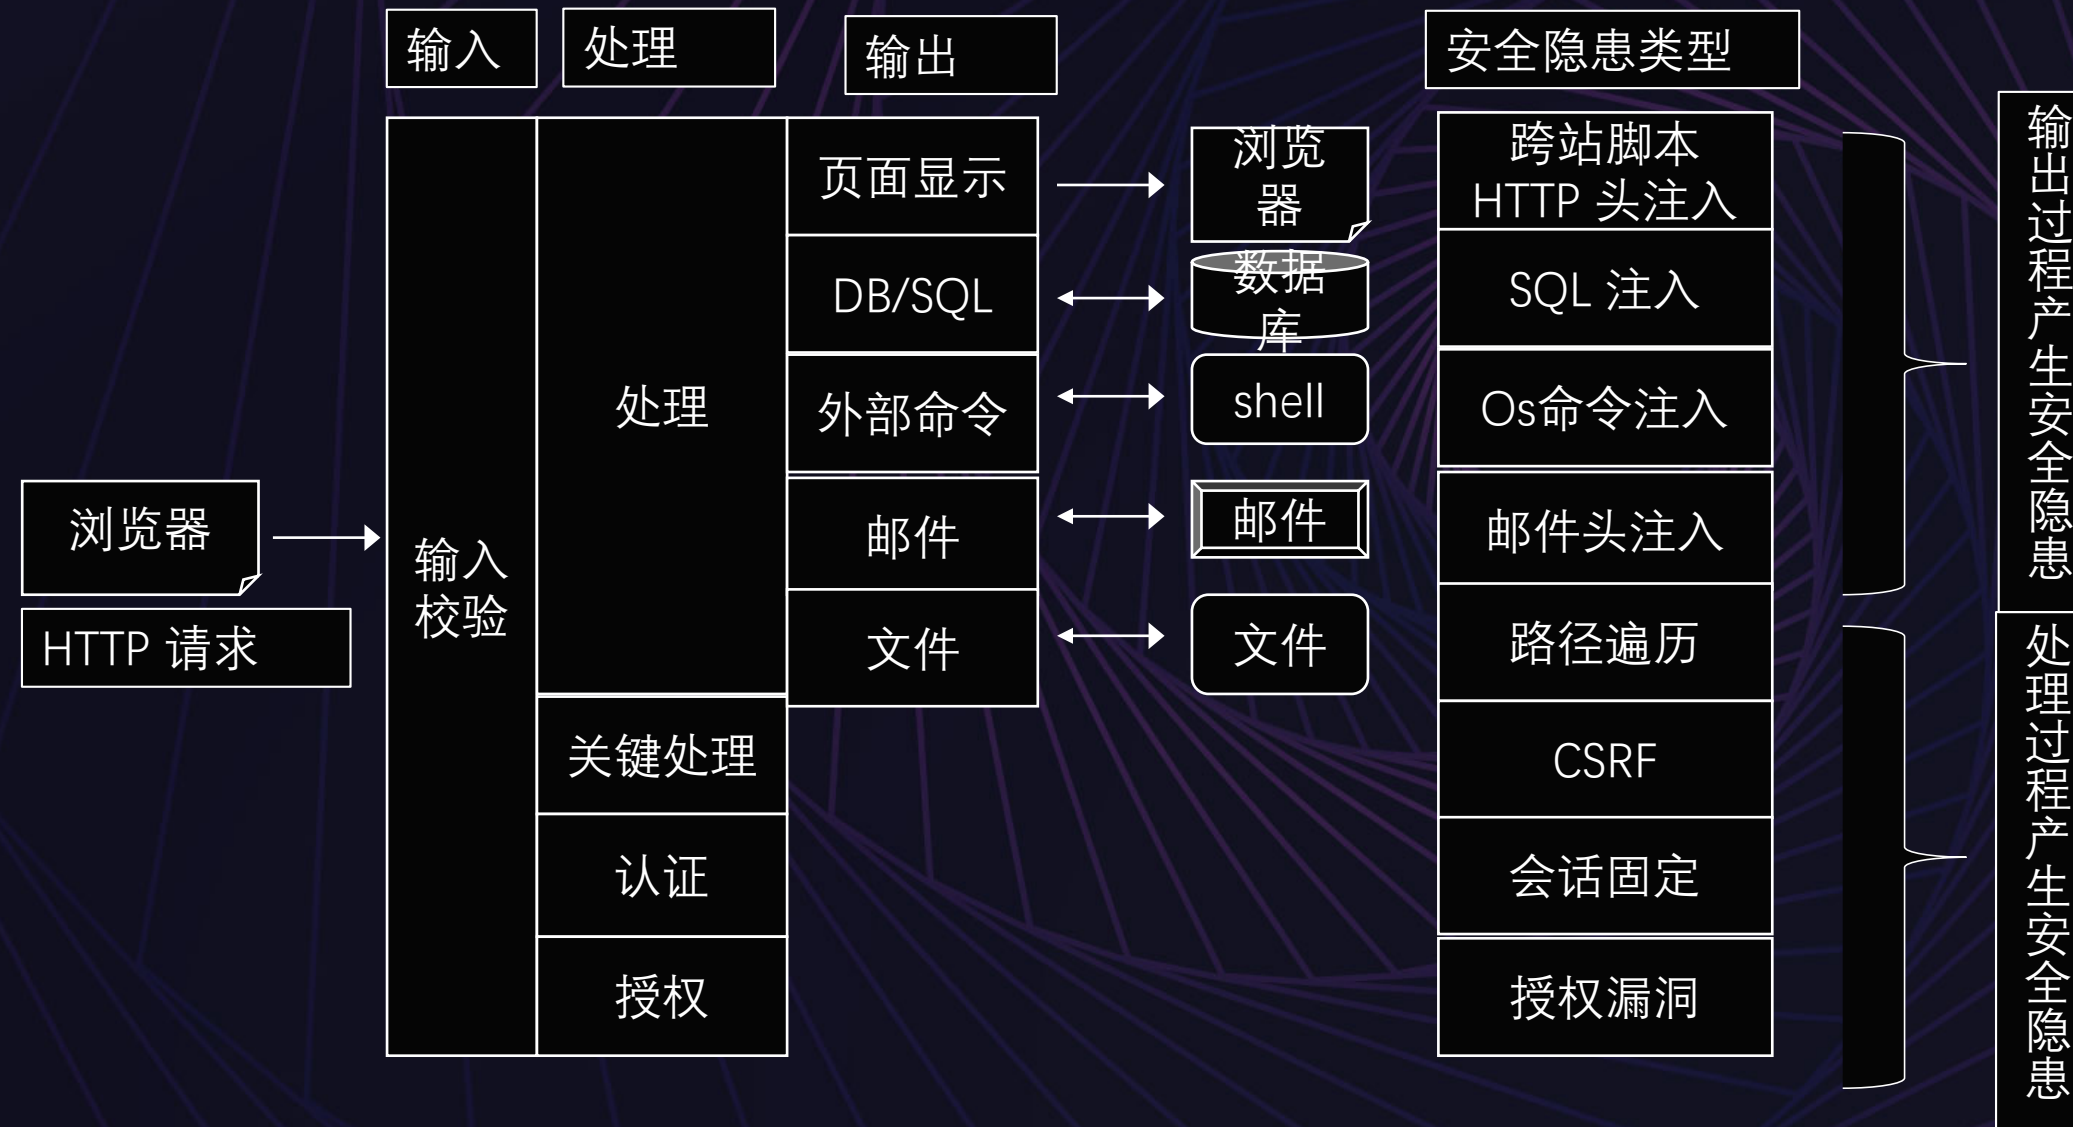 输入
处理
输出
安全隐患类型
浏览器
HTTP 请求
输入
校验
处理
关键处理
认证
授权
页面显示
DB/SQL
外部命令
邮件
文件
浏览
器
数据
库
shell
邮件
文件
跨站脚本
HTTP 头注入
SQL 注入
Os命令注入
邮件头注入
路径遍历
CSRF
会话固定
授权漏洞
输出过程产生安全隐患
处理过程产生安全隐患